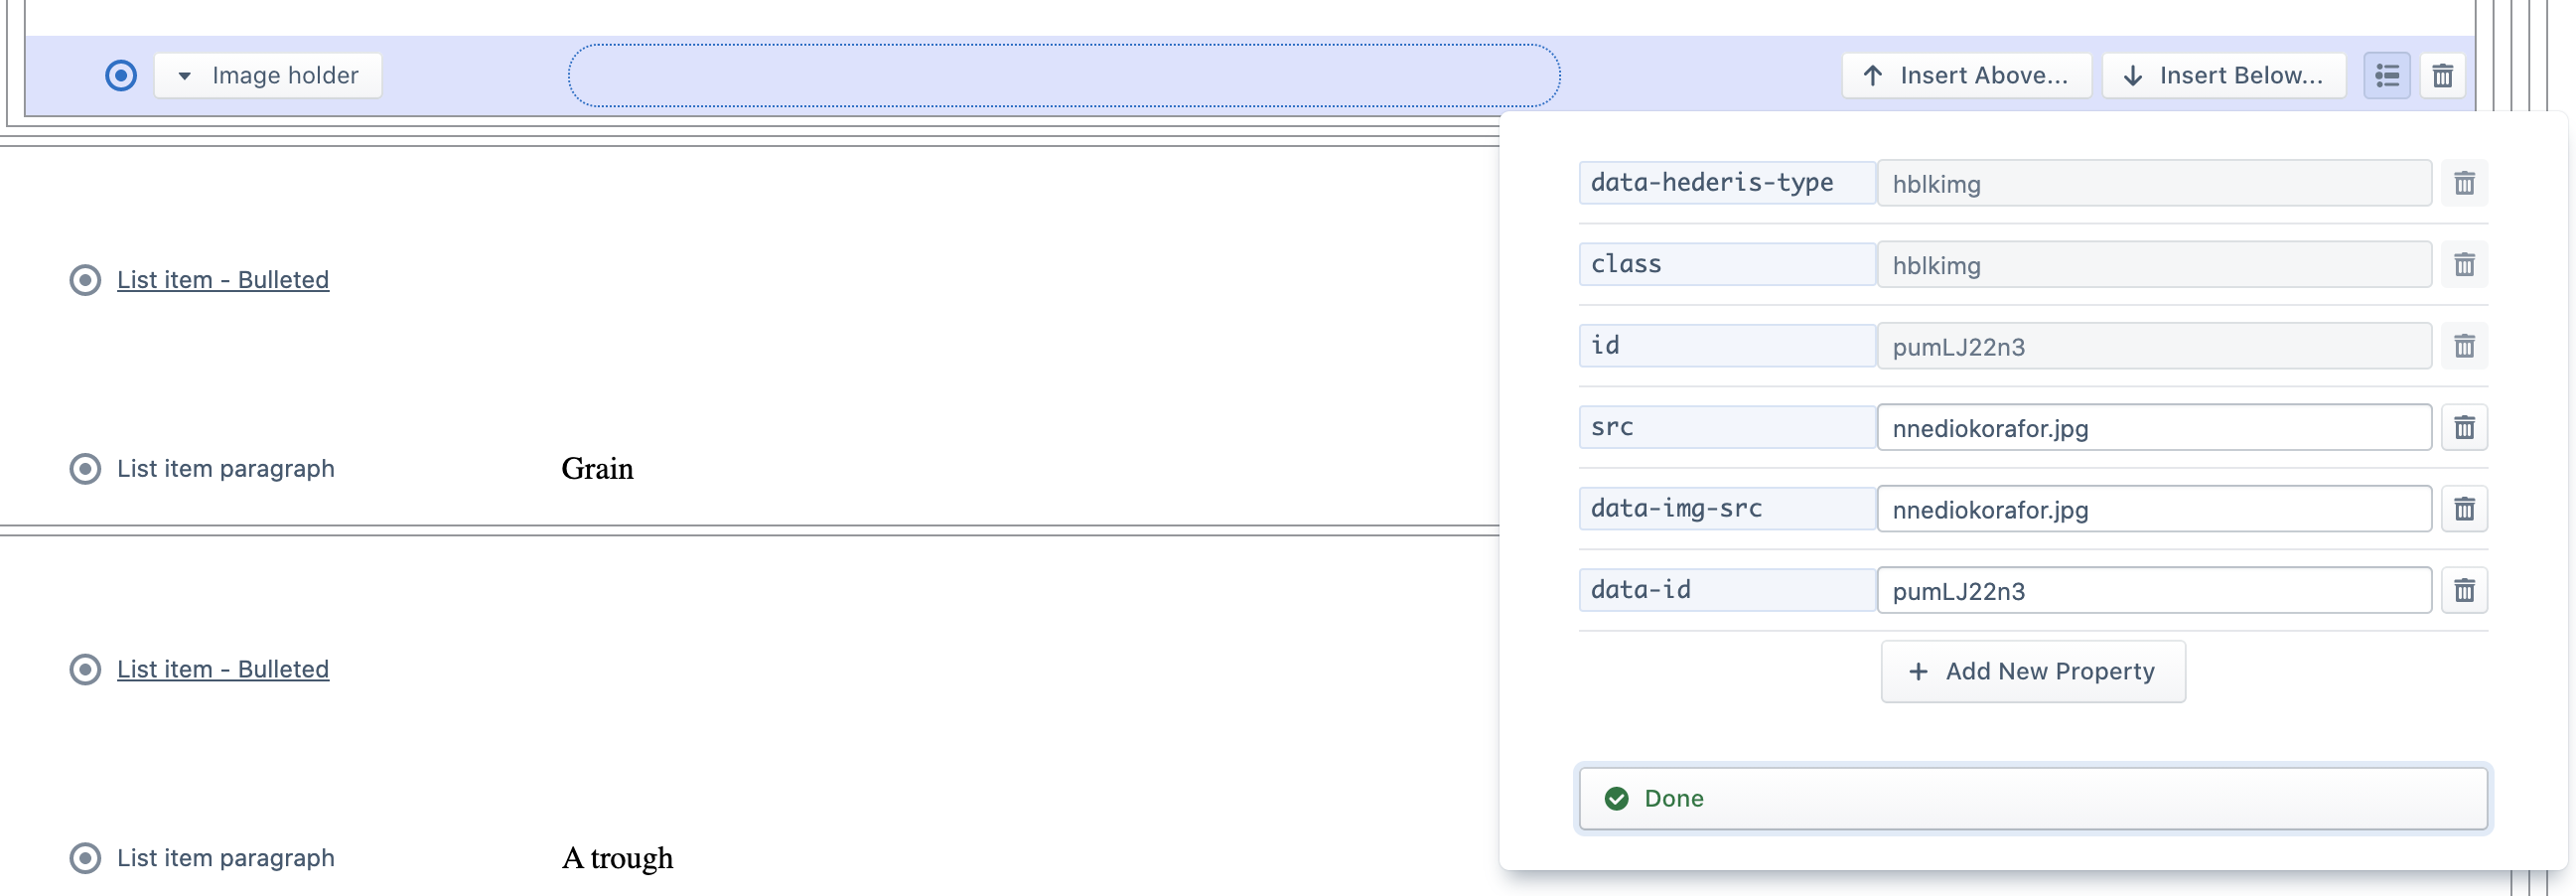 Image holder
Insert Above...
Insert Below...
data-hederis-type hblkimg
class hblkimg
List item - Bulleted
id pumLJ22n3
src nnediokorafor.jpg
List item paragraph Grain
data-img-src nnediokorafor.jpg
data-id pumLJ22n3
List item - Bulleted
+ Add New Property
Done
List item paragraph A trough